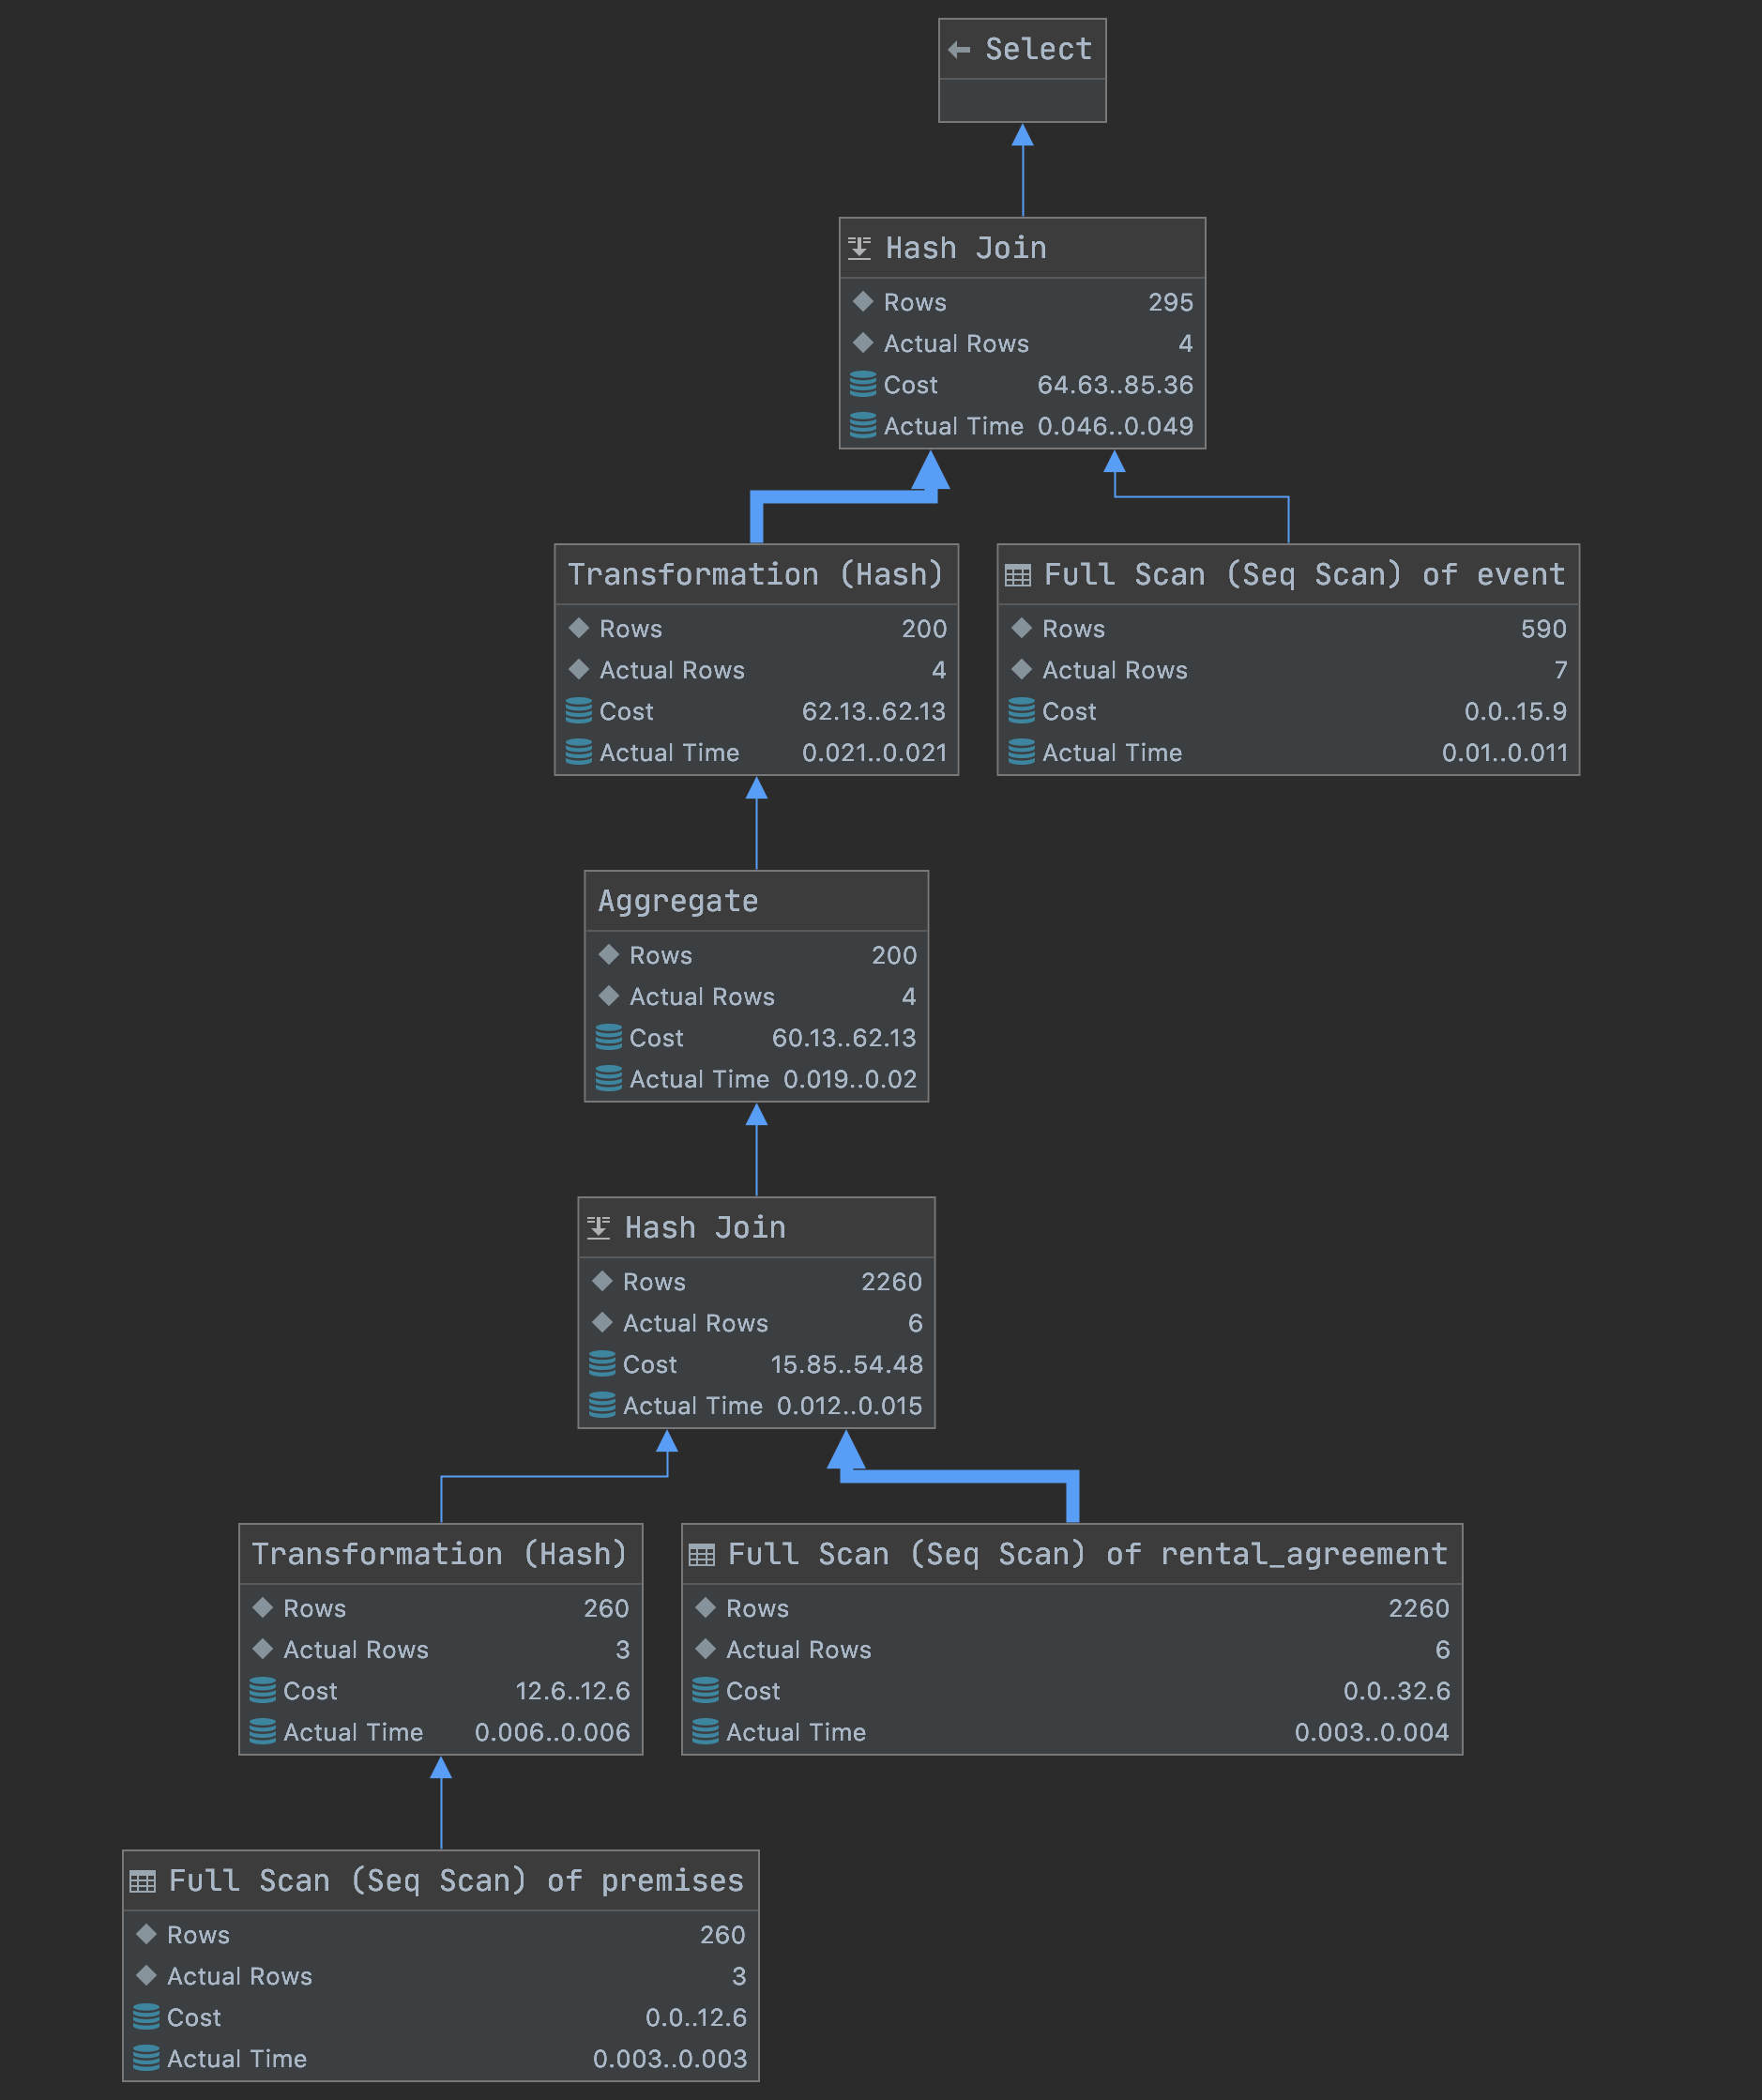 Select
Hash Join
Rows 295
Actual Rows 4
Cost 64.63..85.36
Actual Time 0.046..0.049
Transformation (Hash)
Rows 200
Actual Rows 4
Cost 62.13..62.13
Actual Time 0.021..0.021
Full Scan (Seq Scan) of event
Rows 590
Actual Rows 7
Cost 0.0..15.9
Actual Time 0.01..0.011
Aggregate
Rows 200
Actual Rows 4
Cost 60.13..62.13
Actual Time 0.019..0.02
Hash Join
Rows 2260
Actual Rows 6
Cost 15.85..54.48
Actual Time 0.012..0.015
Transformation (Hash)
Rows 260
Actual Rows 3
Cost 12.6..12.6
Actual Time 0.006..0.006
Full Scan (Seq Scan) of rental_agreement
Rows 2260
Actual Rows 6
Cost 0.0..32.6
Actual Time 0.003..0.004
Full Scan (Seq Scan) of premises
Rows 260
Actual Rows 3
Cost 0.0..12.6
Actual Time 0.003..0.003